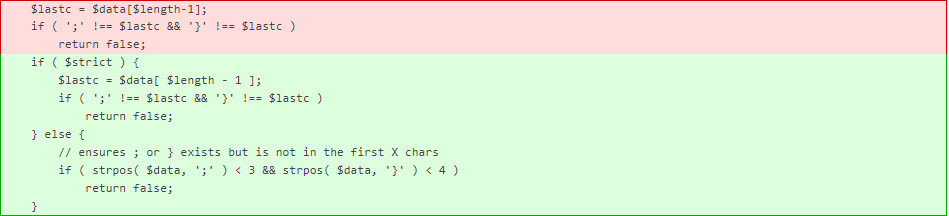 $lastc = $data[$length-1];
if ( ';' !== $lastc && '}' !== $lastc )
return false;
if ( $strict ) {
$lastc = $data[ $length - 1 ];
if ( ';' !== $lastc && '}' !== $lastc )
return false;
} else {
// ensures ; or } exists but is not in the first X chars
if ( strpos( $data, ';' ) < 3 && strpos( $data, '}' ) < 4 )
return false;
}